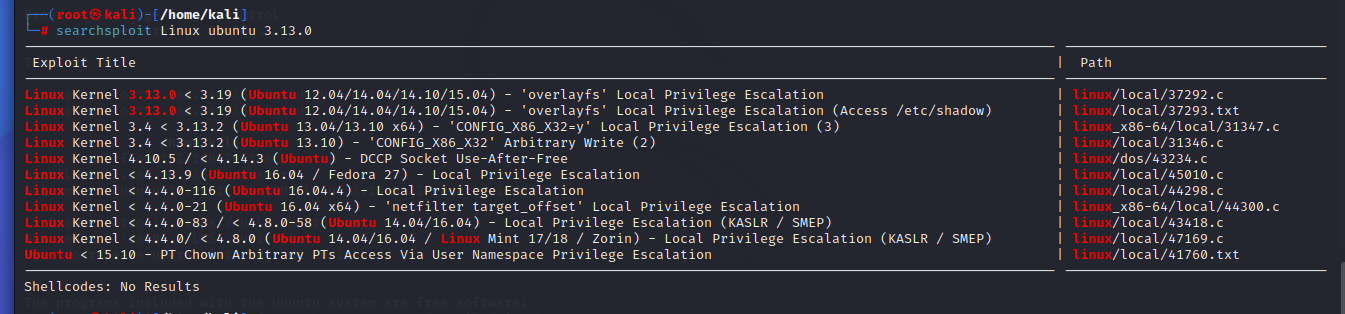 (root㉿kali)-[/home/kali]
# searchsploit Linux ubuntu 3.13.0
Exploit Title | Path
Linux Kernel 3.13.0 < 3.19 (Ubuntu 12.04/14.04/14.10/15.04) - 'overlayfs' Local Privilege Escalation | linux/local/37292.c
Linux Kernel 3.13.0 < 3.19 (Ubuntu 12.04/14.04/14.10/15.04) - 'overlayfs' Local Privilege Escalation (Access /etc/shadow) | linux/local/37293.txt
Linux Kernel 3.4 < 3.13.2 (Ubuntu 13.04/13.10 x64) - 'CONFIG_X86_X32=y' Local Privilege Escalation (3) | linux_x86-64/local/31347.c
Linux Kernel 3.4 < 3.13.2 (Ubuntu 13.10) - 'CONFIG_X86_X32' Arbitrary Write (2) | linux/local/31346.c
Linux Kernel 4.10.5 / < 4.14.3 (Ubuntu) - DCCP Socket Use-After-Free | linux/dos/43234.c
Linux Kernel < 4.13.9 (Ubuntu 16.04 / Fedora 27) - Local Privilege Escalation | linux/local/45010.c
Linux Kernel < 4.4.0-116 (Ubuntu 16.04.4) - Local Privilege Escalation | linux/local/44298.c
Linux Kernel < 4.4.0-21 (Ubuntu 16.04 x64) - 'netfilter target_offset' Local Privilege Escalation | linux_x86-64/local/44300.c
Linux Kernel < 4.4.0-83 / < 4.8.0-58 (Ubuntu 14.04/16.04) - Local Privilege Escalation (KASLR / SMEP) | linux/local/43418.c
Linux Kernel < 4.4.0/ < 4.8.0 (Ubuntu 14.04/16.04 / Linux Mint 17/18 / Zorin) - Local Privilege Escalation (KASLR / SMEP) | linux/local/47169.c
Ubuntu < 15.10 - PT Chown Arbitrary PTs Access Via User Namespace Privilege Escalation | linux/local/41760.txt
Shellcodes: No Results
The programs included with the Ubuntu system are free software;